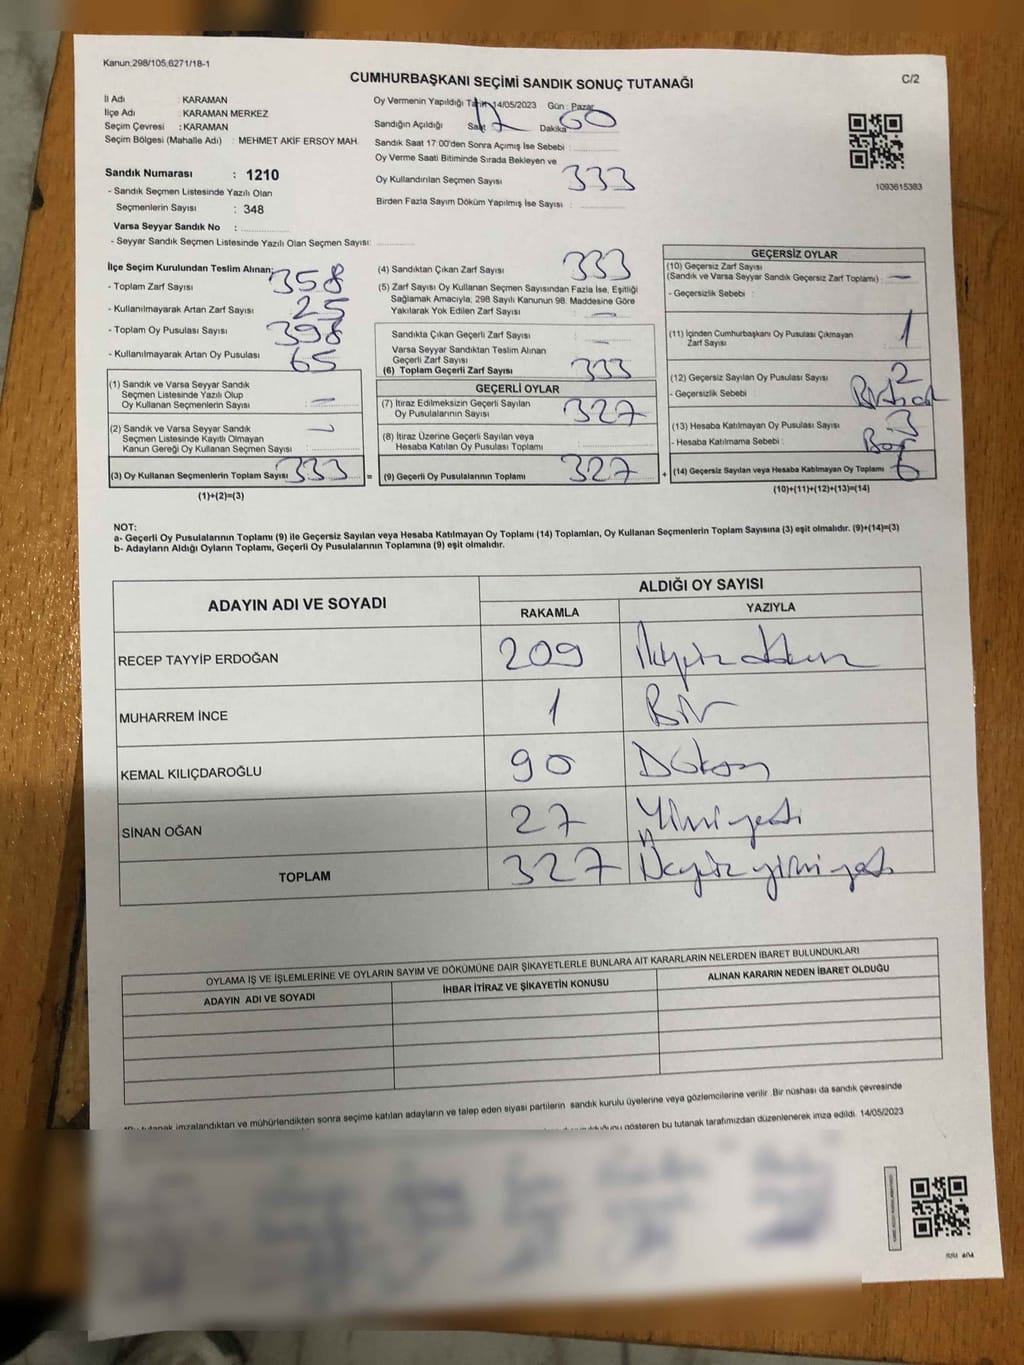 Kanun;298/105,6271/18-1
C/2
CUMHURBAŞKANI SEÇİMİ SANDIK SONUÇ TUTANAĞI
İl Adı : KARAMAN
İlçe Adı : KARAMAN MERKEZ
Seçim Çevresi : KARAMAN
Seçim Bölgesi (Mahalle Adı) : MEHMET AKİF ERSOY MAH.
Sandık Numarası : 1210
- Sandık Seçmen Listesinde Yazılı Olan
Seçmenlerin Sayısı : 348
Varsa Seyyar Sandık No :
- Seyyar Sandık Seçmen Listesinde Yazılı Olan Seçmen Sayısı:
Oy Vermenin Yapıldığı Tarih 14/05/2023 Gün : Pazar
Sandığın Açıldığı Saat 17 Dakika 00
Sandık Saat 17:00'den Sonra Açımış İse Sebebi :
Oy Verme Saati Bitiminde Sırada Bekleyen ve
Oy Kullandırılan Seçmen Sayısı 333
Birden Fazla Sayım Döküm Yapılmış İse Sayısı :
1093615383
İlçe Seçim Kurulundan Teslim Alınan;
- Toplam Zarf Sayısı 358
- Kullanılmayarak Artan Zarf Sayısı 25
- Toplam Oy Pusulası Sayısı 398
- Kullanılmayarak Artan Oy Pusulası 65
(1) Sandık ve Varsa Seyyar Sandık
Seçmen Listesinde Yazılı Olup
Oy Kullanan Seçmenlerin Sayısı —
(2) Sandık ve Varsa Seyyar Sandık
Seçmen Listesinde Kayıtlı Olmayan
Kanun Gereği Oy Kullanan Seçmen Sayısı —
(3) Oy Kullanan Seçmenlerin Toplam Sayısı 333 =
(1)+(2)=(3)
(4) Sandıktan Çıkan Zarf Sayısı 333
(5) Zarf Sayısı Oy Kullanan Seçmen Sayısından Fazla İse, Eşitliği
Sağlamak Amacıyla; 298 Sayılı Kanunun 98. Maddesine Göre
Yakılarak Yok Edilen Zarf Sayısı —
Sandıkta Çıkan Geçerli Zarf Sayısı —
Varsa Seyyar Sandıktan Teslim Alınan
Geçerli Zarf Sayısı
(6) Toplam Geçerli Zarf Sayısı 333
GEÇERLİ OYLAR
(7) İtiraz Edilmeksizin Geçerli Sayılan
Oy Pusulalarının Sayısı 327
(8) İtiraz Üzerine Geçerli Sayılan veya
Hesaba Katılan Oy Pusulası Toplamı
(9) Geçerli Oy Pusulalarının Toplamı 327 +
GEÇERSİZ OYLAR
(10) Geçersiz Zarf Sayısı
(Sandık ve Varsa Seyyar Sandık Geçersiz Zarf Toplamı) —
- Geçersizlik Sebebi :
(11) İçinden Cumhurbaşkanı Oy Pusulası Çıkmayan
Zarf Sayısı 1
(12) Geçersiz Sayılan Oy Pusulası Sayısı 2
- Geçersizlik Sebebi
(13) Hesaba Katılmayan Oy Pusulası Sayısı 3
- Hesaba Katılmama Sebebi : Boş
(14) Geçersiz Sayılan veya Hesaba Katılmayan Oy Toplamı 6
(10)+(11)+(12)+(13)=(14)
NOT:
a- Geçerli Oy Pusulalarının Toplamı (9) ile Geçersiz Sayılan veya Hesaba Katılmayan Oy Toplamı (14) Toplamları, Oy Kullanan Seçmenlerin Toplam Sayısına (3) eşit olmalıdır. (9)+(14)=(3)
b- Adayların Aldığı Oyların Toplamı, Geçerli Oy Pusulalarının Toplamına (9) eşit olmalıdır.
ADAYIN ADI VE SOYADI ALDIĞI OY SAYISI
RAKAMLA YAZIYLA
RECEP TAYYİP ERDOĞAN 209 İkiyüz dokuz
MUHARREM İNCE 1 Bir
KEMAL KILIÇDAROĞLU 90 Doksan
SİNAN OĞAN 27 Yirmi yedi
TOPLAM 327 Üçyüz yirmi yedi
OYLAMA İŞ VE İŞLEMLERİNE VE OYLARIN SAYIM VE DÖKÜMÜNE DAİR ŞİKAYETLERLE BUNLARA AİT KARARLARIN NELERDEN İBARET BULUNDUKLARI
ADAYIN ADI VE SOYADI İHBAR İTİRAZ VE ŞİKAYETİN KONUSU ALINAN KARARIN NEDEN İBARET OLDUĞU
tutanak imzalandıktan ve mühürlendikten sonra seçime katılan adayların ve talep eden siyasi partilerin sandık kurulu üyelerine veya gözlemcilerine verilir. Bir nüshası da sandık çevresinde
gösteren bu tutanak tarafımızdan düzenlenerek imza edildi. 14/05/2023